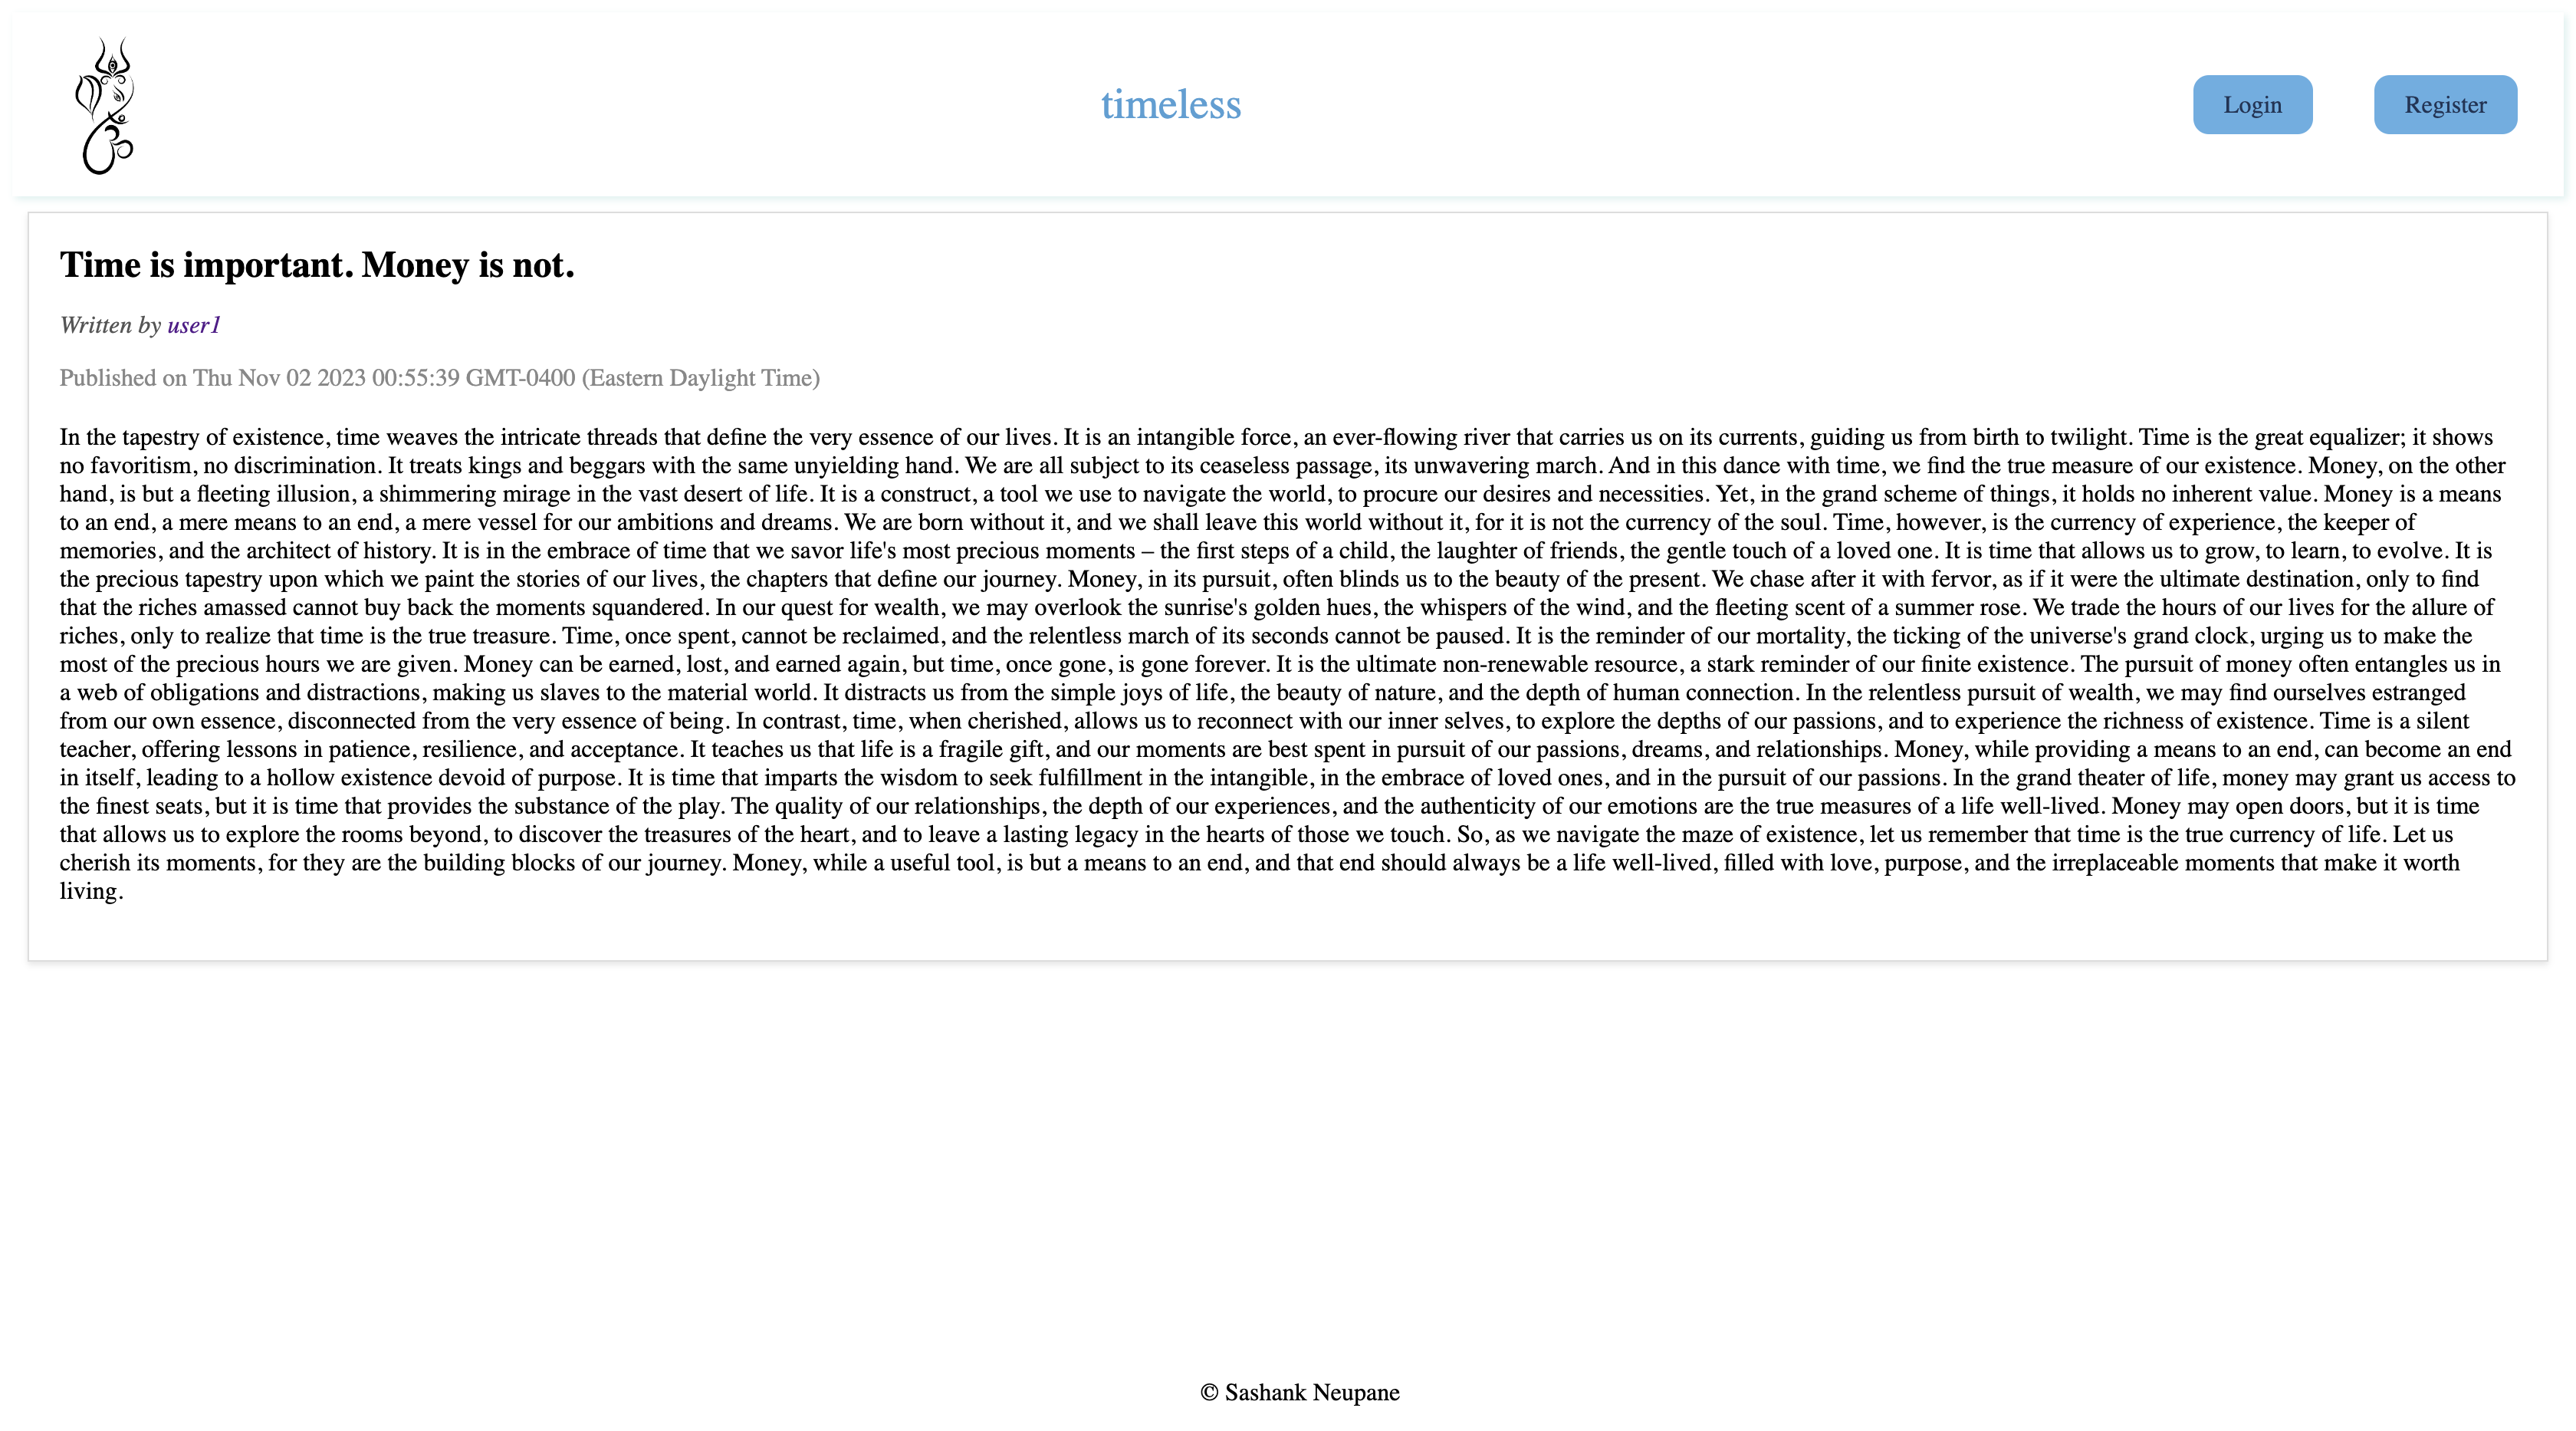 timeless
Login
Register
Time is important. Money is not.
Written by user1
Published on Thu Nov 02 2023 00:55:39 GMT-0400 (Eastern Daylight Time)
In the tapestry of existence, time weaves the intricate threads that define the very essence of our lives. It is an intangible force, an ever-flowing river that carries us on its currents, guiding us from birth to twilight. Time is the great equalizer; it shows
no favoritism, no discrimination. It treats kings and beggars with the same unyielding hand. We are all subject to its ceaseless passage, its unwavering march. And in this dance with time, we find the true measure of our existence. Money, on the other
hand, is but a fleeting illusion, a shimmering mirage in the vast desert of life. It is a construct, a tool we use to navigate the world, to procure our desires and necessities. Yet, in the grand scheme of things, it holds no inherent value. Money is a means
to an end, a mere means to an end, a mere vessel for our ambitions and dreams. We are born without it, and we shall leave this world without it, for it is not the currency of the soul. Time, however, is the currency of experience, the keeper of
memories, and the architect of history. It is in the embrace of time that we savor life's most precious moments – the first steps of a child, the laughter of friends, the gentle touch of a loved one. It is time that allows us to grow, to learn, to evolve. It is
the precious tapestry upon which we paint the stories of our lives, the chapters that define our journey. Money, in its pursuit, often blinds us to the beauty of the present. We chase after it with fervor, as if it were the ultimate destination, only to find
that the riches amassed cannot buy back the moments squandered. In our quest for wealth, we may overlook the sunrise's golden hues, the whispers of the wind, and the fleeting scent of a summer rose. We trade the hours of our lives for the allure of
riches, only to realize that time is the true treasure. Time, once spent, cannot be reclaimed, and the relentless march of its seconds cannot be paused. It is the reminder of our mortality, the ticking of the universe's grand clock, urging us to make the
most of the precious hours we are given. Money can be earned, lost, and earned again, but time, once gone, is gone forever. It is the ultimate non-renewable resource, a stark reminder of our finite existence. The pursuit of money often entangles us in
a web of obligations and distractions, making us slaves to the material world. It distracts us from the simple joys of life, the beauty of nature, and the depth of human connection. In the relentless pursuit of wealth, we may find ourselves estranged
from our own essence, disconnected from the very essence of being. In contrast, time, when cherished, allows us to reconnect with our inner selves, to explore the depths of our passions, and to experience the richness of existence. Time is a silent
teacher, offering lessons in patience, resilience, and acceptance. It teaches us that life is a fragile gift, and our moments are best spent in pursuit of our passions, dreams, and relationships. Money, while providing a means to an end, can become an end
in itself, leading to a hollow existence devoid of purpose. It is time that imparts the wisdom to seek fulfillment in the intangible, in the embrace of loved ones, and in the pursuit of our passions. In the grand theater of life, money may grant us access to
the finest seats, but it is time that provides the substance of the play. The quality of our relationships, the depth of our experiences, and the authenticity of our emotions are the true measures of a life well-lived. Money may open doors, but it is time
that allows us to explore the rooms beyond, to discover the treasures of the heart, and to leave a lasting legacy in the hearts of those we touch. So, as we navigate the maze of existence, let us remember that time is the true currency of life. Let us
cherish its moments, for they are the building blocks of our journey. Money, while a useful tool, is but a means to an end, and that end should always be a life well-lived, filled with love, purpose, and the irreplaceable moments that make it worth
living.
© Sashank Neupane